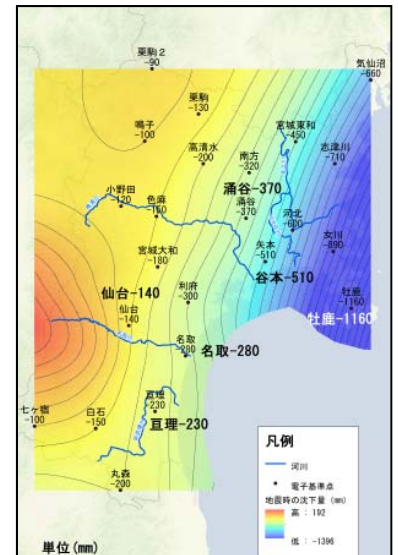 栗駒２
-90
気仙沼
-660
栗駒
-130
鳴子
-100
宮城東和
-450
高清水
-200
志津川
-710
南方
-320
涌谷-370
涌谷
-370
小野田
-120
色麻
-160
河北
-600
女川
-890
矢本
-510
宮城大和
-180
谷本-510
仙台-140
利府
-300
牡鹿
-1160
牡鹿-1160
仙台
-140
名取
-280
名取-280
亘理
-230
亘理-230
七ヶ宿
-100
白石
-150
丸森
-200
凡例
河川
電子基準点
地震時の沈下量 (mm)
高 : 192
低 : -1396
単位(mm)